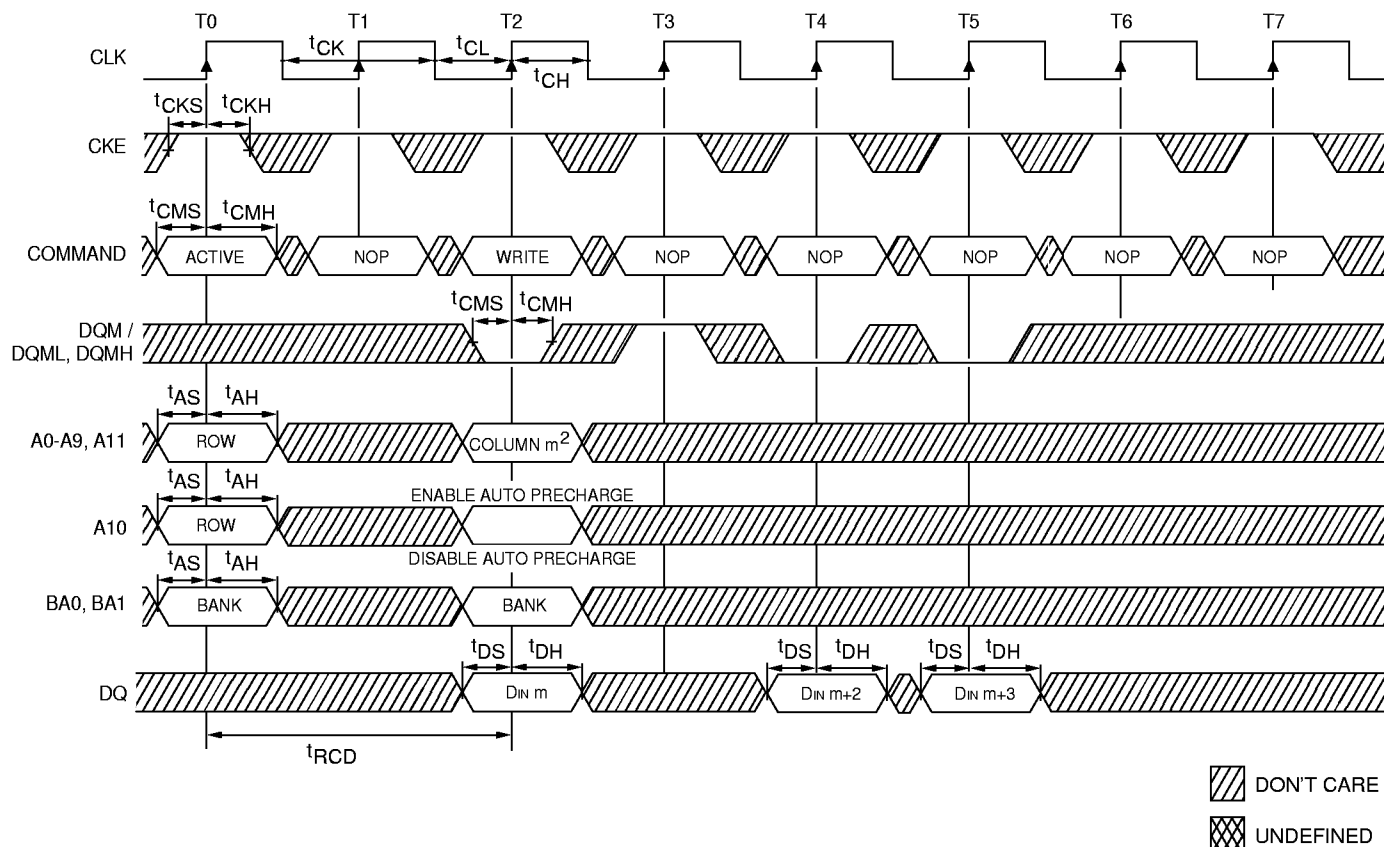 T0 T1 T2 T3 T4 T5 T6 T7
CLK tCK tCL tCH
tCKS tCKH
CKE
tCMS tCMH
COMMAND ACTIVE NOP WRITE NOP NOP NOP NOP NOP
tCMS tCMH
DQM /
DQML, DQMH
tAS tAH
A0-A9, A11 ROW COLUMN m²
tAS tAH ENABLE AUTO PRECHARGE
A10 ROW
DISABLE AUTO PRECHARGE
tAS tAH
BA0, BA1 BANK BANK
tDS tDH tDS tDH tDS tDH
DQ DIN m DIN m+2 DIN m+3
tRCD
DON'T CARE
UNDEFINED